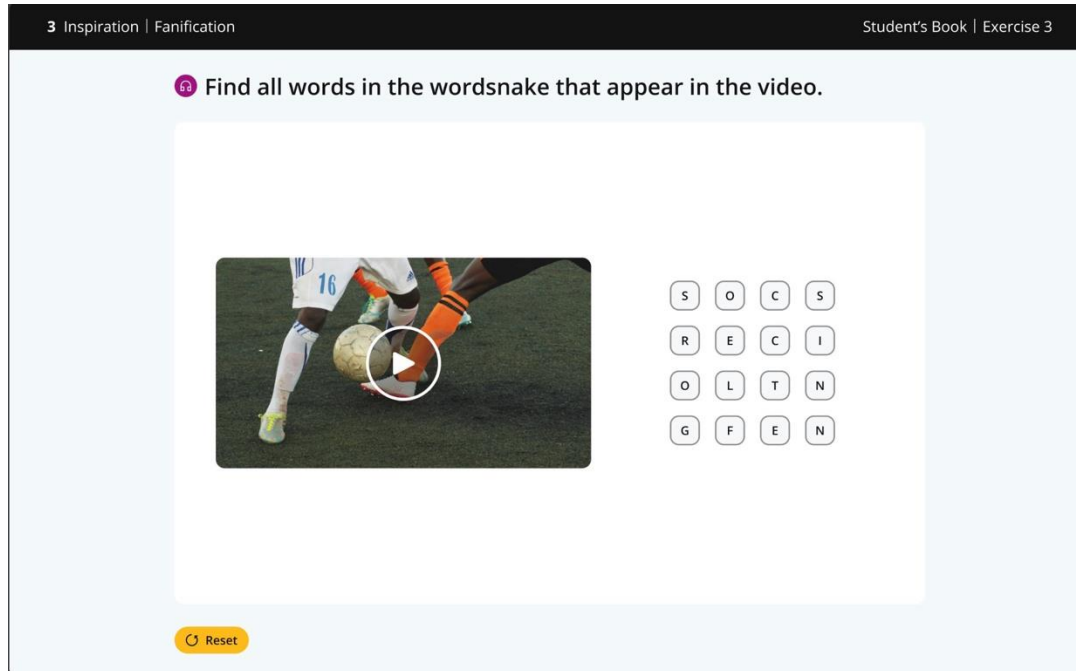 3 Inspiration | Fanification
Student's Book | Exercise 3
Find all words in the wordsnake that appear in the video.
16
S O C S
R E C I
O L T N
G F E N
Reset